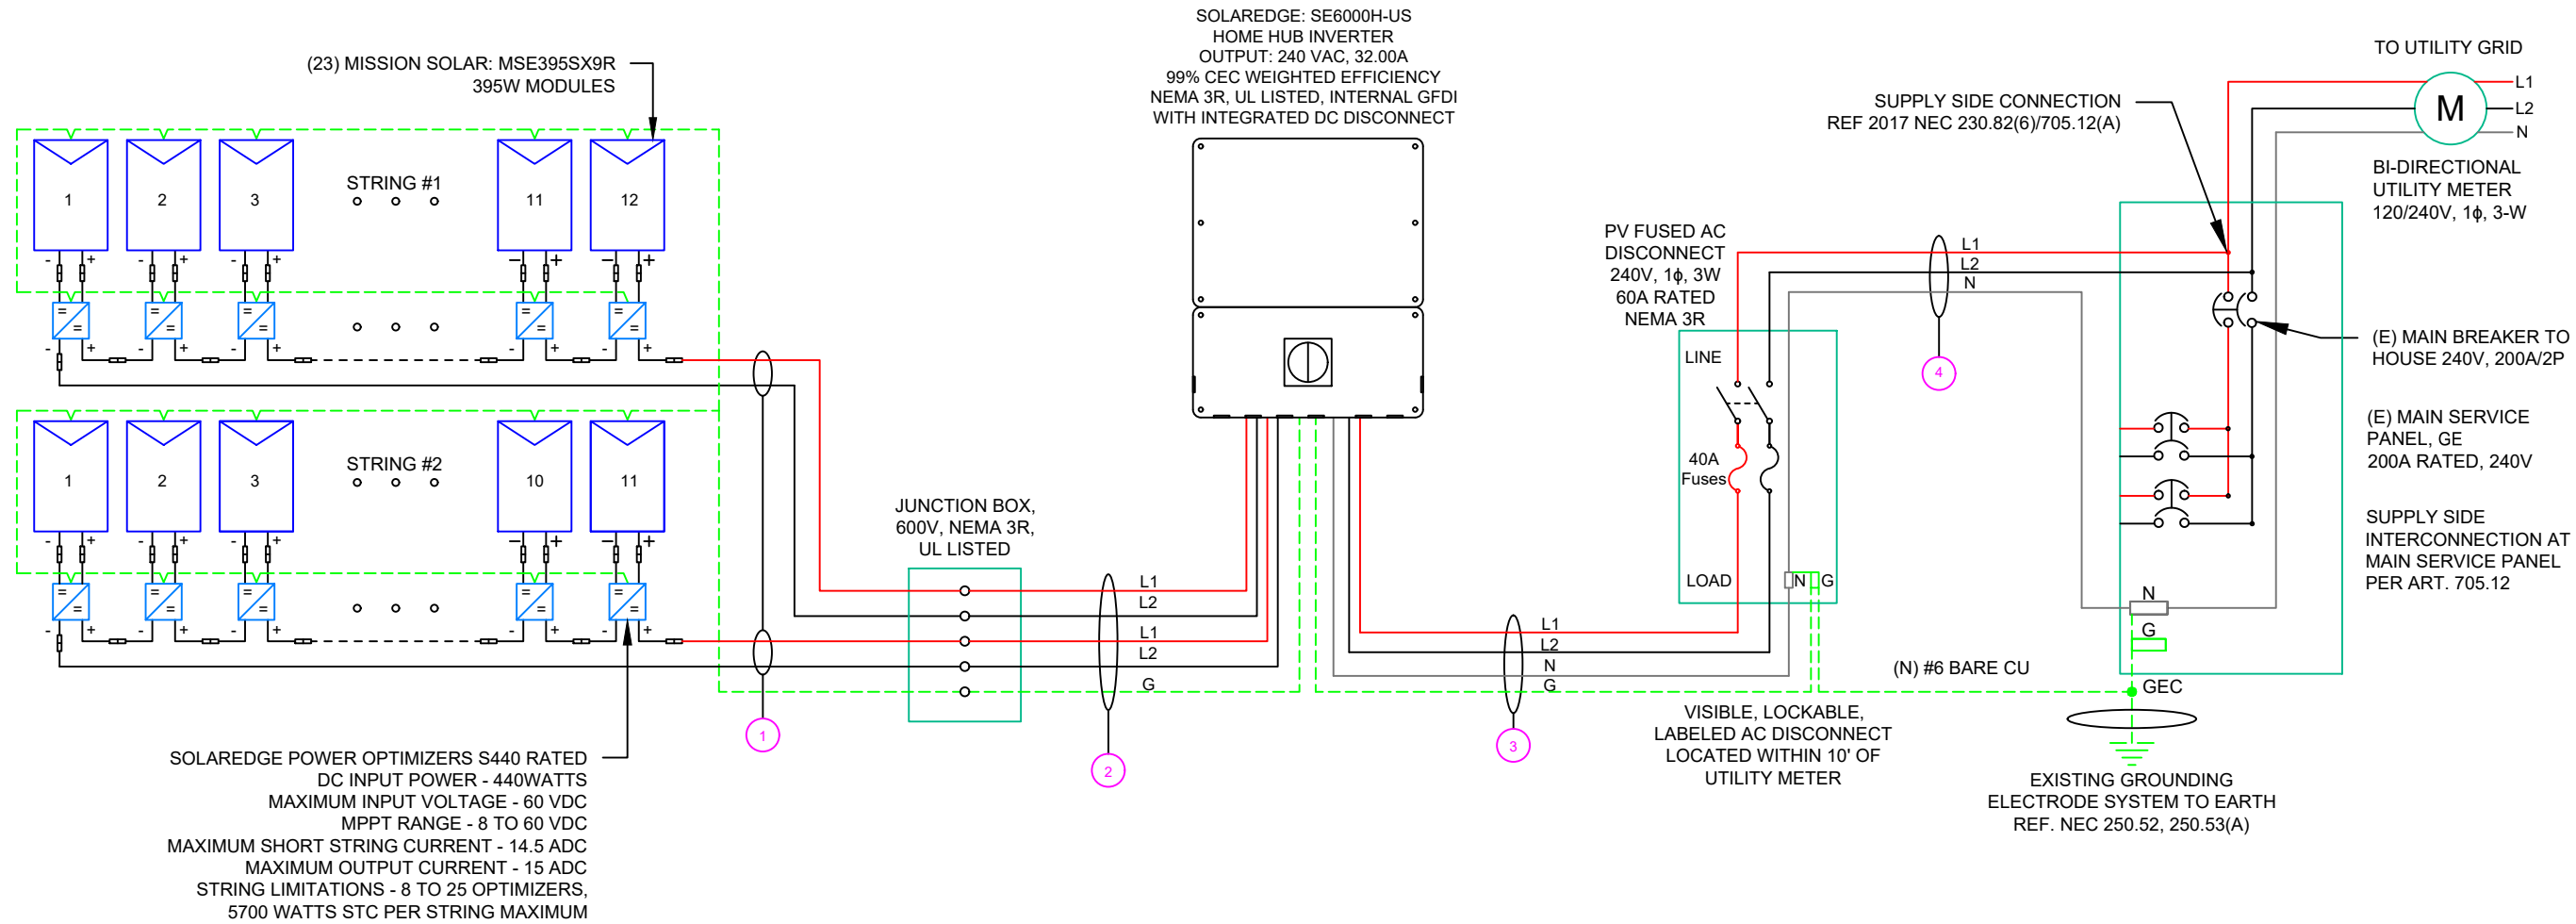 SOLAREDGE: SE6000H-US
HOME HUB INVERTER
OUTPUT: 240 VAC, 32.00A
99% CEC WEIGHTED EFFICIENCY
NEMA 3R, UL LISTED, INTERNAL GFDI
WITH INTEGRATED DC DISCONNECT
(23) MISSION SOLAR: MSE395SX9R
395W MODULES
TO UTILITY GRID
L1
L2
N
M
SUPPLY SIDE CONNECTION
REF 2017 NEC 230.82(6)/705.12(A)
BI-DIRECTIONAL
UTILITY METER
120/240V, 1ϕ, 3-W
STRING #1
1 2 3 11 12
- + - + - + - + - +
= = = = = = = = = =
- + - + - + - + - +
STRING #2
1 2 3 10 11
- + - + - + - + - +
= = = = = = = = = =
- + - + - + - + - +
1
SOLAREDGE POWER OPTIMIZERS S440 RATED
DC INPUT POWER - 440WATTS
MAXIMUM INPUT VOLTAGE - 60 VDC
MPPT RANGE - 8 TO 60 VDC
MAXIMUM SHORT STRING CURRENT - 14.5 ADC
MAXIMUM OUTPUT CURRENT - 15 ADC
STRING LIMITATIONS - 8 TO 25 OPTIMIZERS,
5700 WATTS STC PER STRING MAXIMUM
JUNCTION BOX,
600V, NEMA 3R,
UL LISTED
L1
L2
L1
L2
G
2
PV FUSED AC
DISCONNECT
240V, 1ϕ, 3W
60A RATED
NEMA 3R
LINE
40A
Fuses
LOAD
N G
L1
L2
N
G
3
VISIBLE, LOCKABLE,
LABELED AC DISCONNECT
LOCATED WITHIN 10' OF
UTILITY METER
L1
L2
N
4
(N) #6 BARE CU
(E) MAIN BREAKER TO
HOUSE 240V, 200A/2P
(E) MAIN SERVICE
PANEL, GE
200A RATED, 240V
SUPPLY SIDE
INTERCONNECTION AT
MAIN SERVICE PANEL
PER ART. 705.12
N
G
GEC
EXISTING GROUNDING
ELECTRODE SYSTEM TO EARTH
REF. NEC 250.52, 250.53(A)